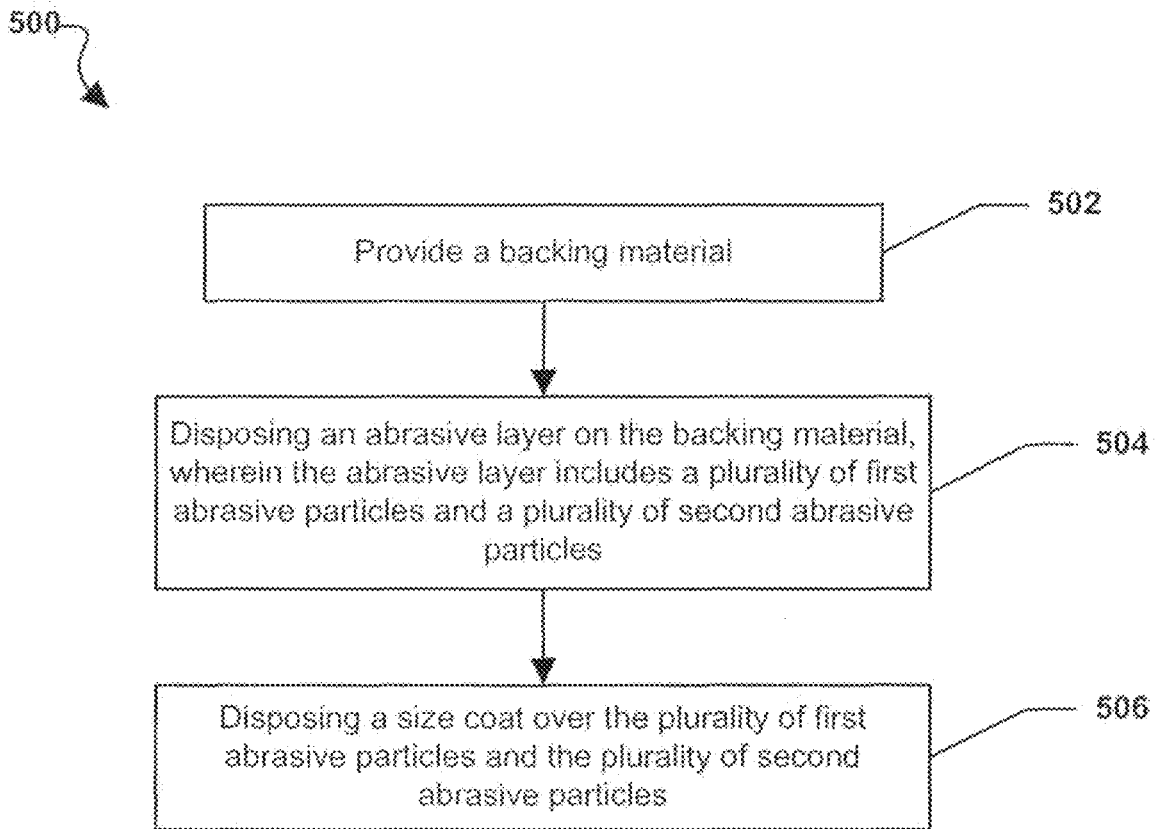 500
502
Provide a backing material
Disposing an abrasive layer on the backing material,
wherein the abrasive layer includes a plurality of first
abrasive particles and a plurality of second abrasive
particles
504
Disposing a size coat over the plurality of first
abrasive particles and the plurality of second
abrasive particles
506